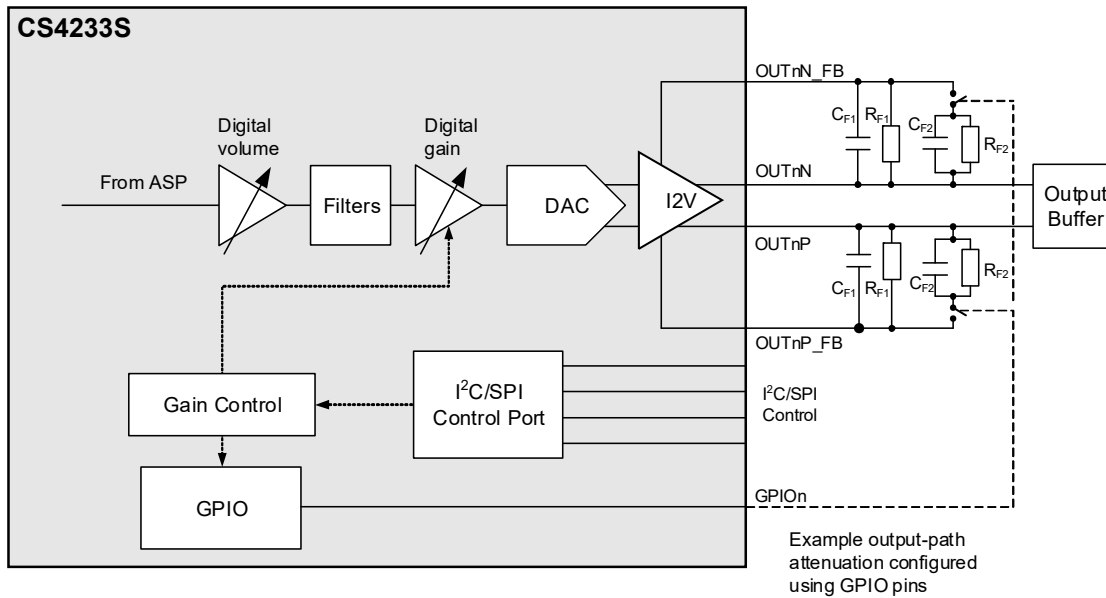 CS4233S
OUTnN_FB
Digital
volume
Digital
gain
CF1
RF1
CF2
RF2
From ASP
Filters
DAC
I2V
OUTnN
Output
Buffer
OUTnP
CF1
RF1
CF2
RF2
OUTnP_FB
Gain Control
I²C/SPI
Control Port
I²C/SPI
Control
GPIO
GPIOn
Example output-path
attenuation configured
using GPIO pins